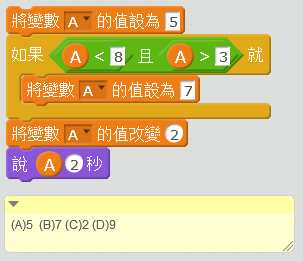 將變數 A 的值設為 5
如果 A < 8 且 A > 3 就
將變數 A 的值設為 7
將變數 A 的值改變 2
說 A 2 秒
(A)5 (B)7 (C)2 (D)9